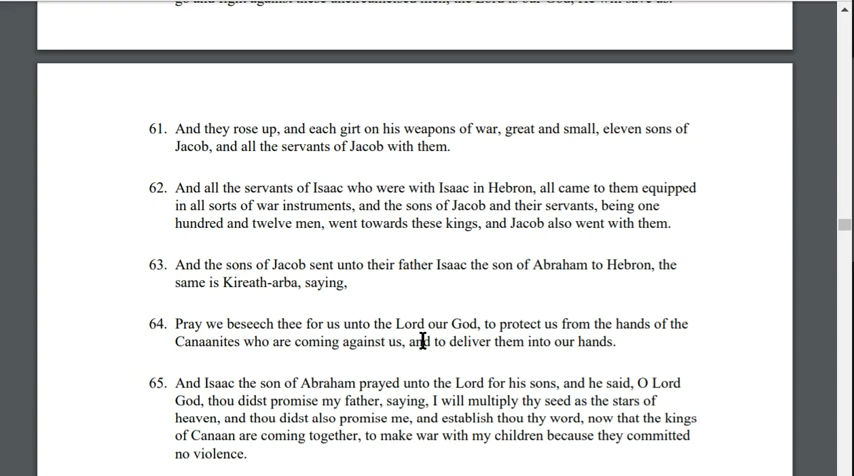 61. And they rose up, and each girt on his weapons of war, great and small, eleven sons of
Jacob, and all the servants of Jacob with them.
62. And all the servants of Isaac who were with Isaac in Hebron, all came to them equipped
in all sorts of war instruments, and the sons of Jacob and their servants, being one
hundred and twelve men, went towards these kings, and Jacob also went with them.
63. And the sons of Jacob sent unto their father Isaac the son of Abraham to Hebron, the
same is Kireath-arba, saying,
64. Pray we beseech thee for us unto the Lord our God, to protect us from the hands of the
Canaanites who are coming against us, and to deliver them into our hands.
65. And Isaac the son of Abraham prayed unto the Lord for his sons, and he said, O Lord
God, thou didst promise my father, saying, I will multiply thy seed as the stars of
heaven, and thou didst also promise me, and establish thou thy word, now that the kings
of Canaan are coming together, to make war with my children because they committed
no violence.